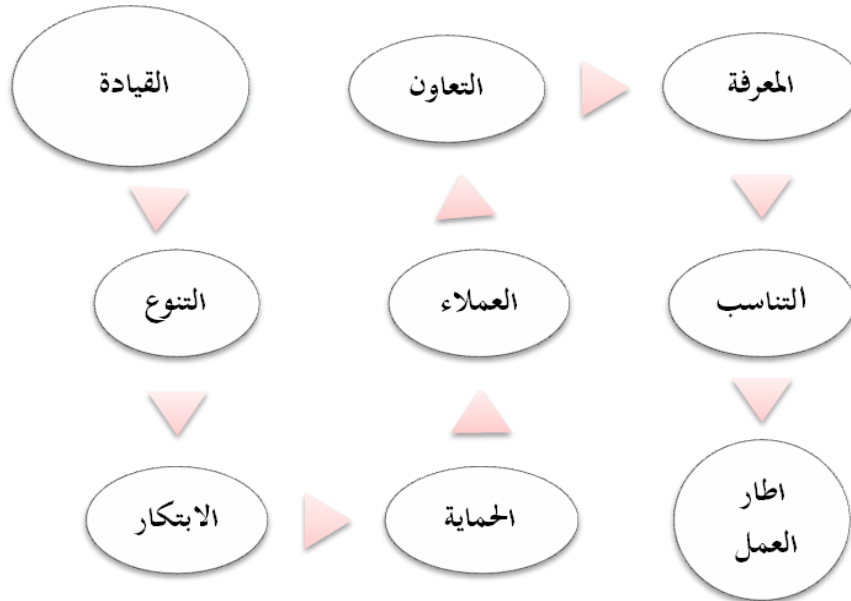 القيادة
التنوع
الابتكار
الحماية
العملاء
التعاون
المعرفة
التناسب
اطار
العمل